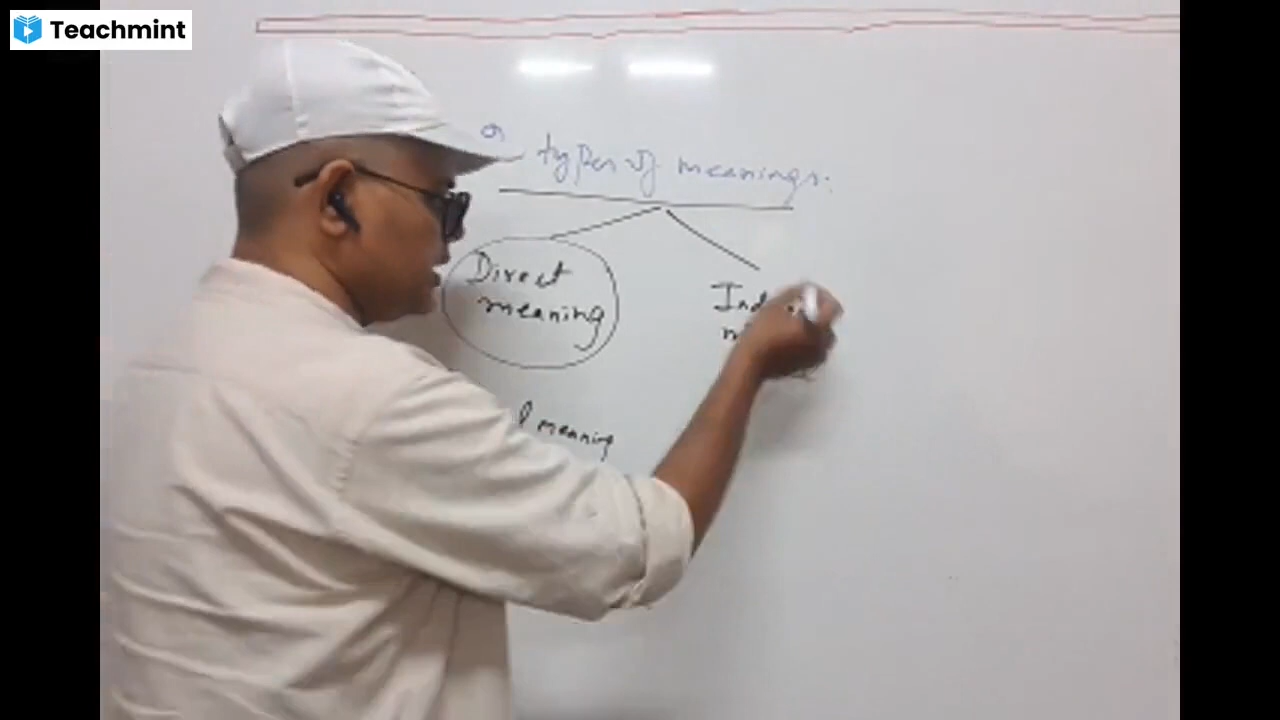 Teachmint
types of meanings.
Direct
meaning
meaning